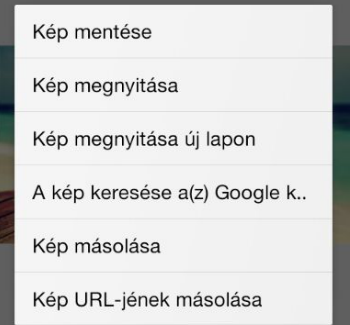 Kép mentése
Kép megnyitása
Kép megnyitása új lapon
A kép keresése a(z) Google k..
Kép másolása
Kép URL-jének másolása